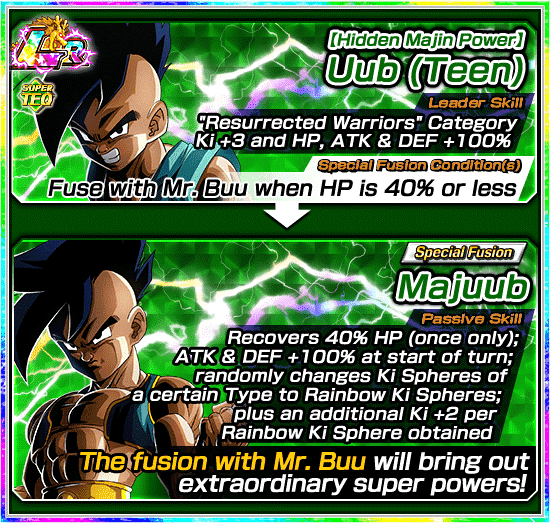 LR
[Hidden Majin Power]
SUPER
TEQ
Uub (Teen)
Leader Skill
"Resurrected Warriors" Category
Ki +3 and HP, ATK & DEF +100%
Special Fusion Condition(s)
Fuse with Mr. Buu when HP is 40% or less
Special Fusion
Majuub
Passive Skill
Recovers 40% HP (once only);
ATK & DEF +100% at start of turn;
randomly changes Ki Spheres of
a certain Type to Rainbow Ki Spheres;
plus an additional Ki +2 per
Rainbow Ki Sphere obtained
The fusion with Mr. Buu will bring out
extraordinary super powers!